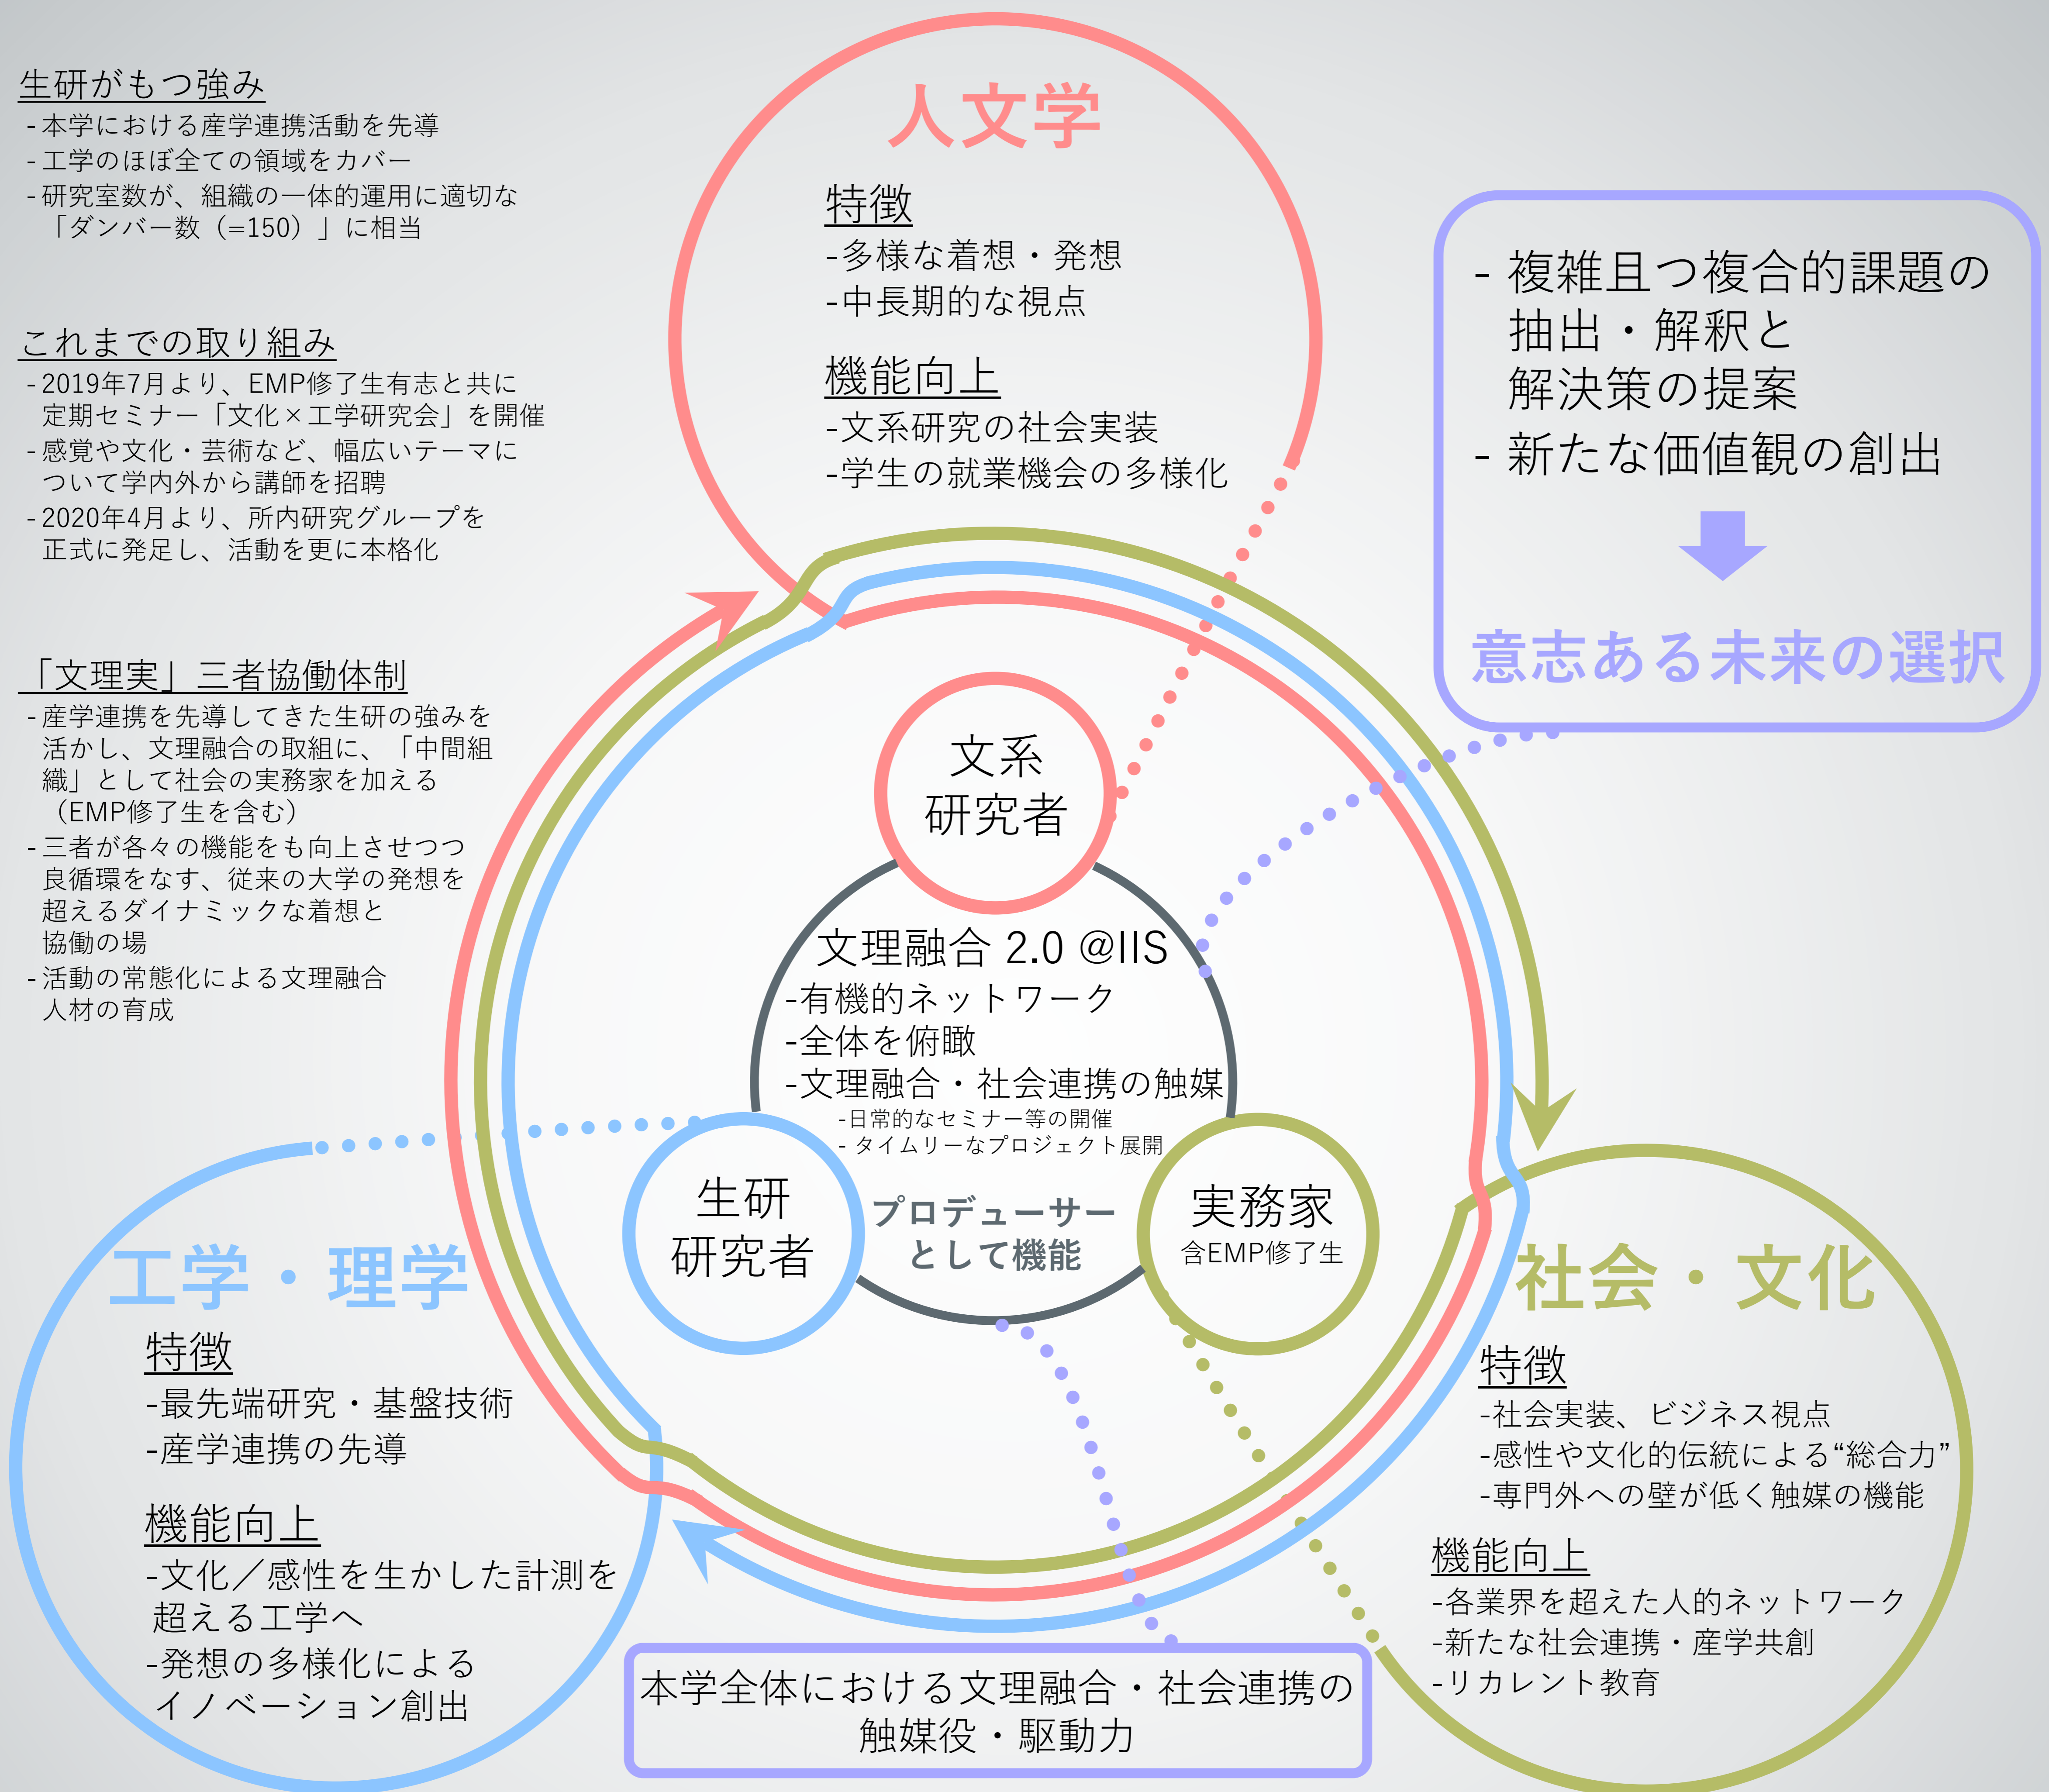 生研がもつ強み
- 本学における産学連携活動を先導
- 工学のほぼ全ての領域をカバー
- 研究室数が、組織の一体的運用に適切な
「ダンバー数（=150）」に相当
これまでの取り組み
- 2019年7月より、EMP修了生有志と共に
定期セミナー「文化×工学研究会」を開催
- 感覚や文化・芸術など、幅広いテーマに
ついて学内外から講師を招聘
- 2020年4月より、所内研究グループを
正式に発足し、活動を更に本格化
「文理実」三者協働体制
- 産学連携を先導してきた生研の強みを
活かし、文理融合の取組に、「中間組
織」として社会の実務家を加える
（EMP修了生を含む）
- 三者が各々の機能をも向上させつつ
良循環をなす、従来の大学の発想を
超えるダイナミックな着想と
協働の場
- 活動の常態化による文理融合
人材の育成
人文学
特徴
-多様な着想・発想
-中長期的な視点
機能向上
-文系研究の社会実装
-学生の就業機会の多様化
- 複雑且つ複合的課題の
抽出・解釈と
解決策の提案
- 新たな価値観の創出
意志ある未来の選択
文系
研究者
文理融合 2.0 @IIS
-有機的ネットワーク
-全体を俯瞰
-文理融合・社会連携の触媒
-日常的なセミナー等の開催
- タイムリーなプロジェクト展開
プロデューサー
として機能
生研
研究者
実務家
含EMP修了生
工学・理学
特徴
-最先端研究・基盤技術
-産学連携の先導
機能向上
-文化／感性を生かした計測を
超える工学へ
-発想の多様化による
イノベーション創出
社会・文化
特徴
-社会実装、ビジネス視点
-感性や文化的伝統による“総合力”
-専門外への壁が低く触媒の機能
機能向上
-各業界を超えた人的ネットワーク
-新たな社会連携・産学共創
-リカレント教育
本学全体における文理融合・社会連携の
触媒役・駆動力